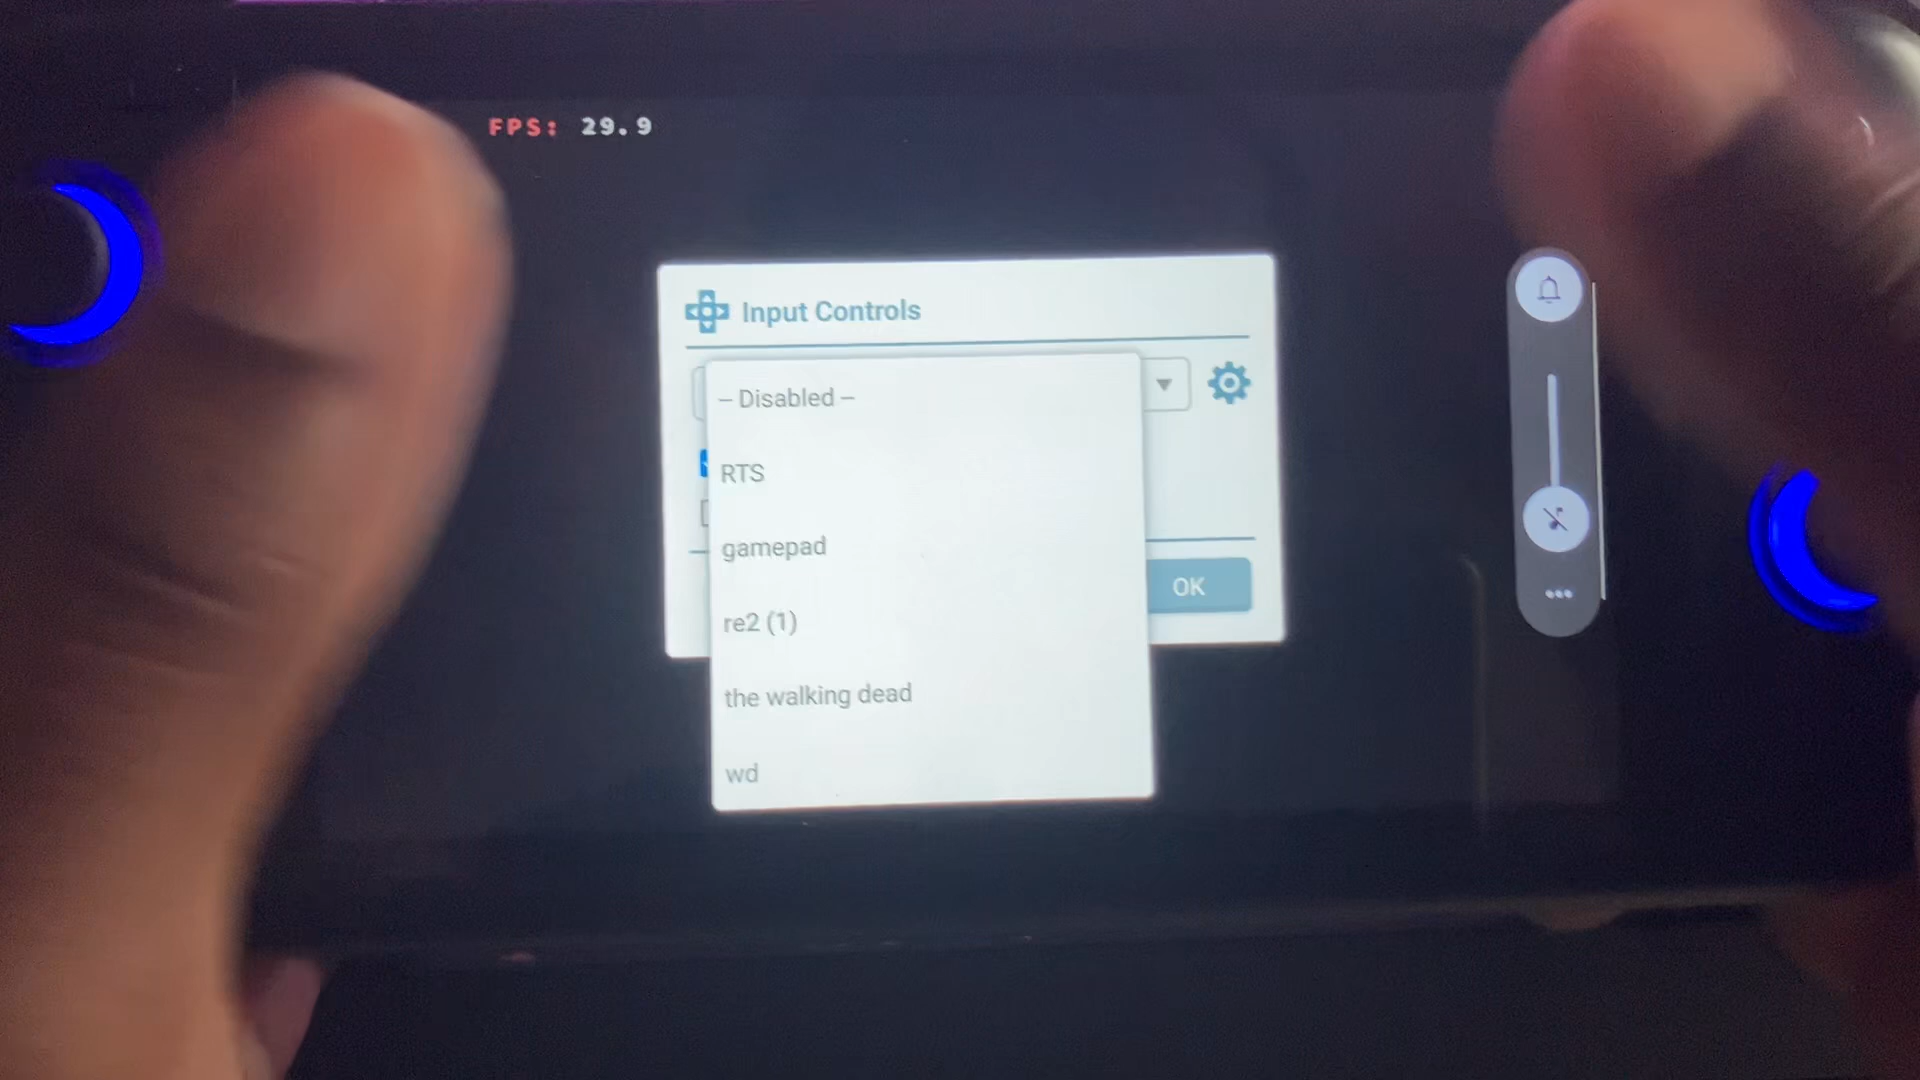 FPS: 29.9
Input Controls
– Disabled –
RTS
gamepad
re2 (1)
OK
the walking dead
wd